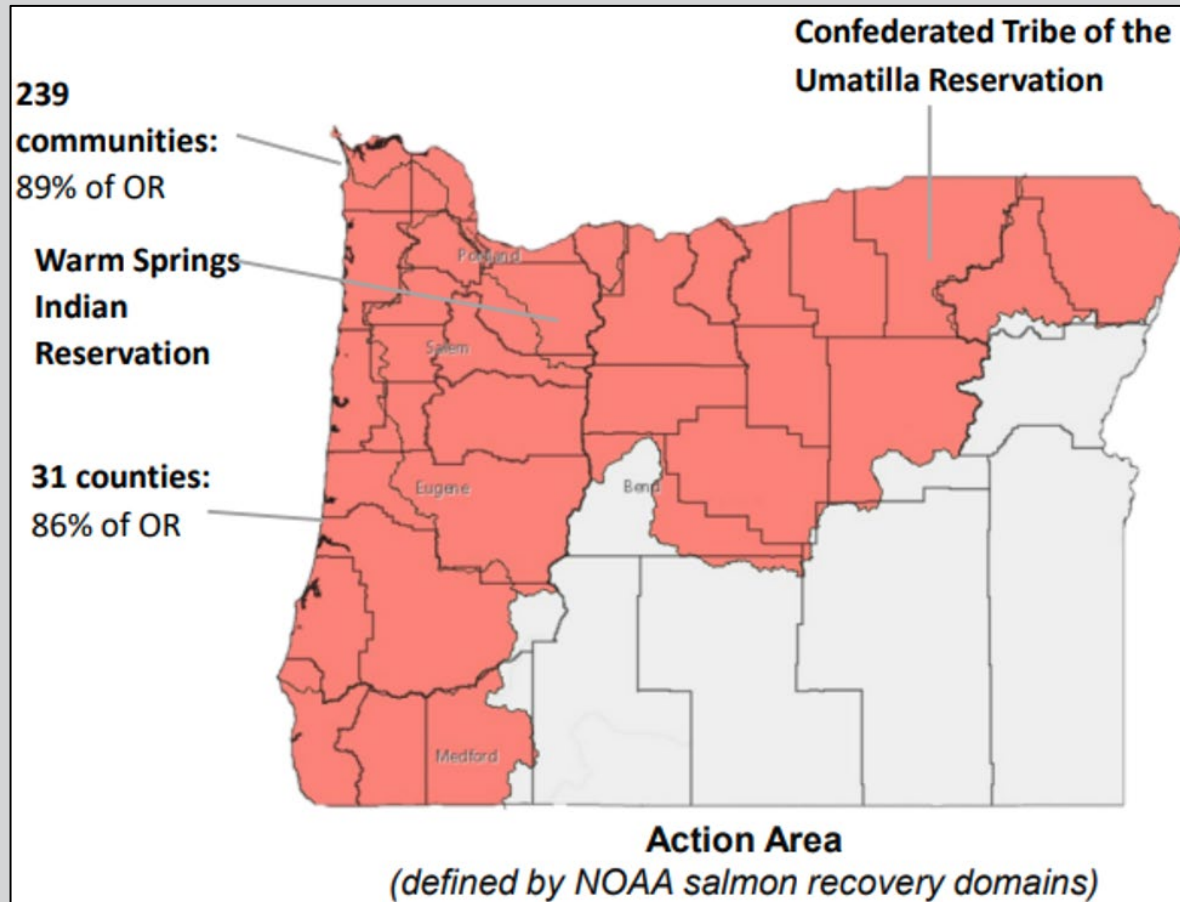 Confederated Tribe of the
Umatilla Reservation
239
communities:
89% of OR
Warm Springs
Indian
Reservation
Portland
Salem
31 counties:
86% of OR
Eugene
Bend
Medford
Action Area
(defined by NOAA salmon recovery domains)